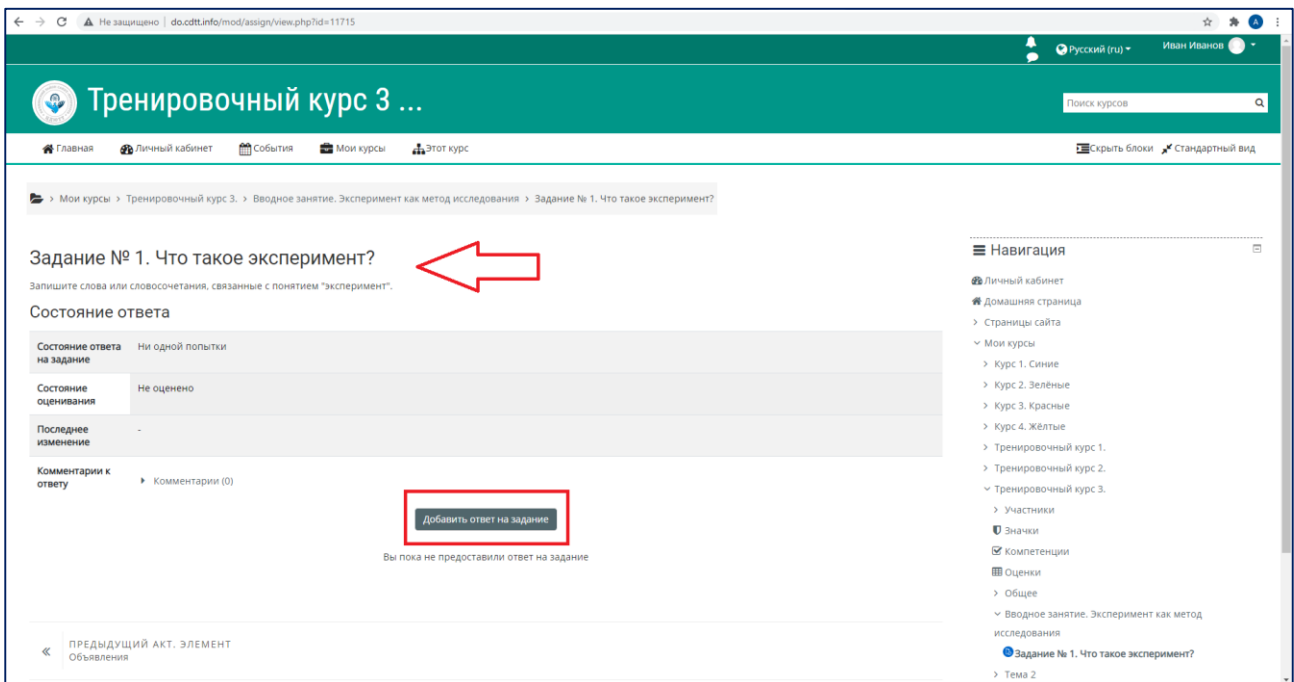 Не защищено | do.cdtt.info/mod/assign/view.php?id=11715
A
Русский (ru)
Иван Иванов
Тренировочный курс 3 ...
Поиск курсов
Главная Личный кабинет События Мои курсы Этот курс
Скрыть блоки Стандартный вид
> Мои курсы > Тренировочный курс 3. > Вводное занятие. Эксперимент как метод исследования > Задание № 1. Что такое эксперимент?
Задание № 1. Что такое эксперимент?
Запишите слова или словосочетания, связанные с понятием "эксперимент".
Состояние ответа
Состояние ответа
на задание
Ни одной попытки
Состояние
оценивания
Не оценено
Последнее
изменение
-
Комментарии к
ответу
Комментарии (0)
Добавить ответ на задание
Вы пока не предоставили ответ на задание
ПРЕДЫДУЩИЙ АКТ. ЭЛЕМЕНТ
Объявления
Навигация
Личный кабинет
Домашняя страница
Страницы сайта
Мои курсы
Курс 1. Синие
Курс 2. Зелёные
Курс 3. Красные
Курс 4. Жёлтые
Тренировочный курс 1.
Тренировочный курс 2.
Тренировочный курс 3.
Участники
Значки
Компетенции
Оценки
Общее
Вводное занятие. Эксперимент как метод
исследования
Задание № 1. Что такое эксперимент?
Тема 2